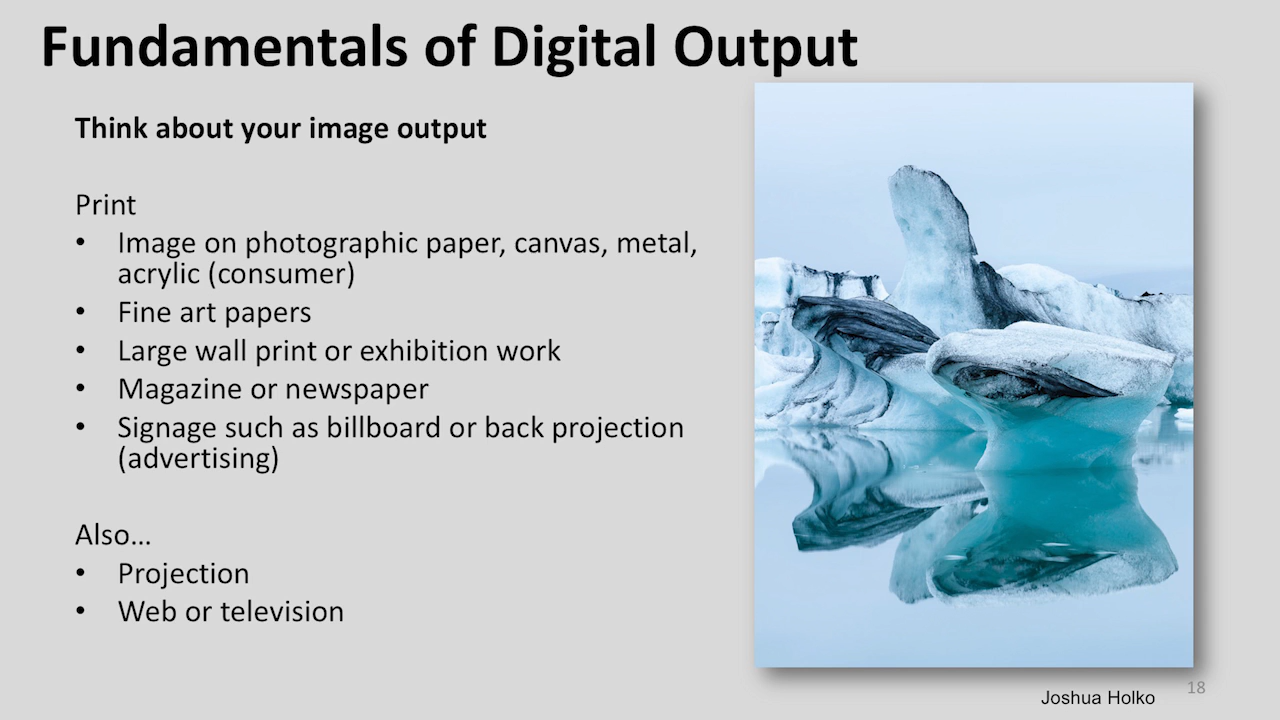 Fundamentals of Digital Output
Think about your image output
Print
• Image on photographic paper, canvas, metal,
acrylic (consumer)
• Fine art papers
• Large wall print or exhibition work
• Magazine or newspaper
• Signage such as billboard or back projection
(advertising)
Also…
• Projection
• Web or television
Joshua Holko
18